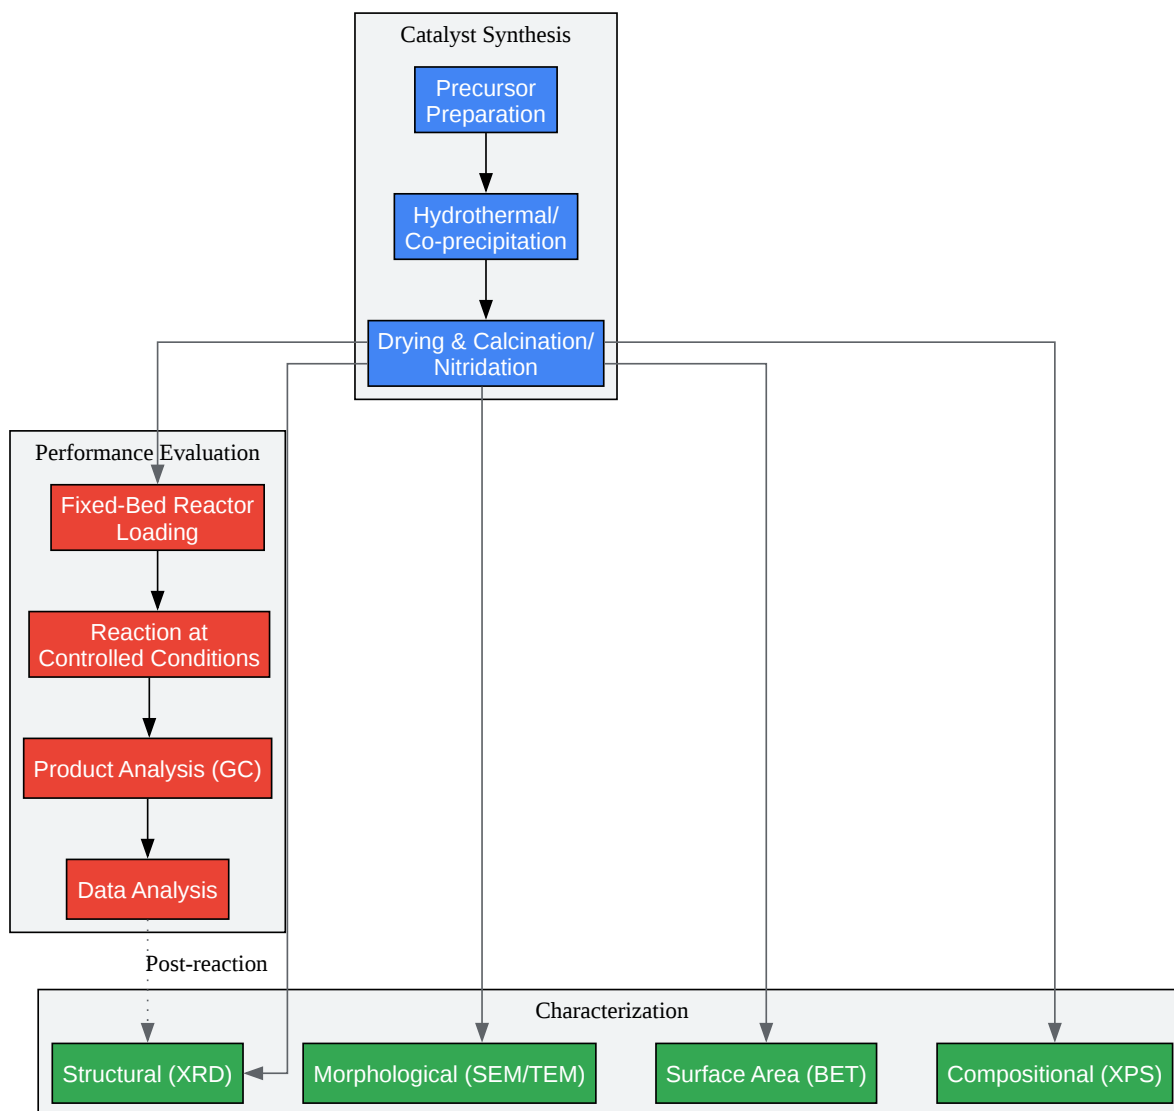 Catalyst Synthesis
Precursor
Preparation
Hydrothermal/
Co-precipitation
Drying & Calcination/
Nitridation
Performance Evaluation
Fixed-Bed Reactor
Loading
Reaction at
Controlled Conditions
Product Analysis (GC)
Data Analysis
Post-reaction
Characterization
Structural (XRD)
Morphological (SEM/TEM)
Surface Area (BET)
Compositional (XPS)